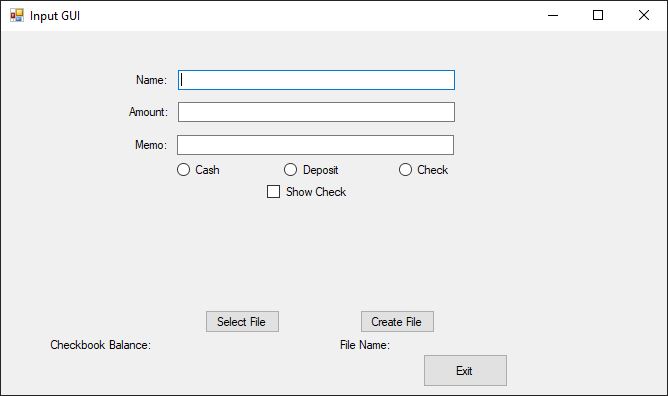 Input GUI
Name:
Amount:
Memo:
Cash Deposit Check
Show Check
Select File Create File
Checkbook Balance: File Name:
Exit